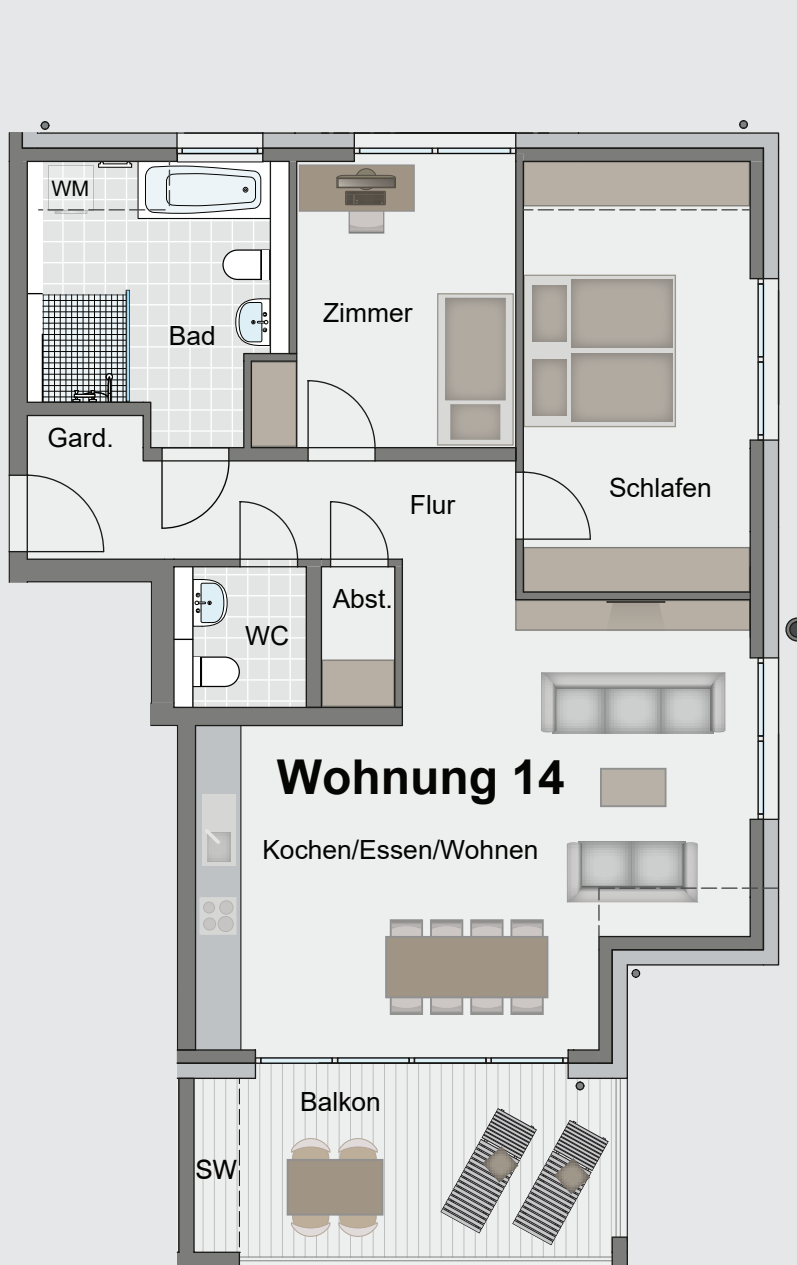 WM
Zimmer
Bad
Gard.
Schlafen
Flur
Abst.
WC
Wohnung 14
Kochen/Essen/Wohnen
Balkon
SW